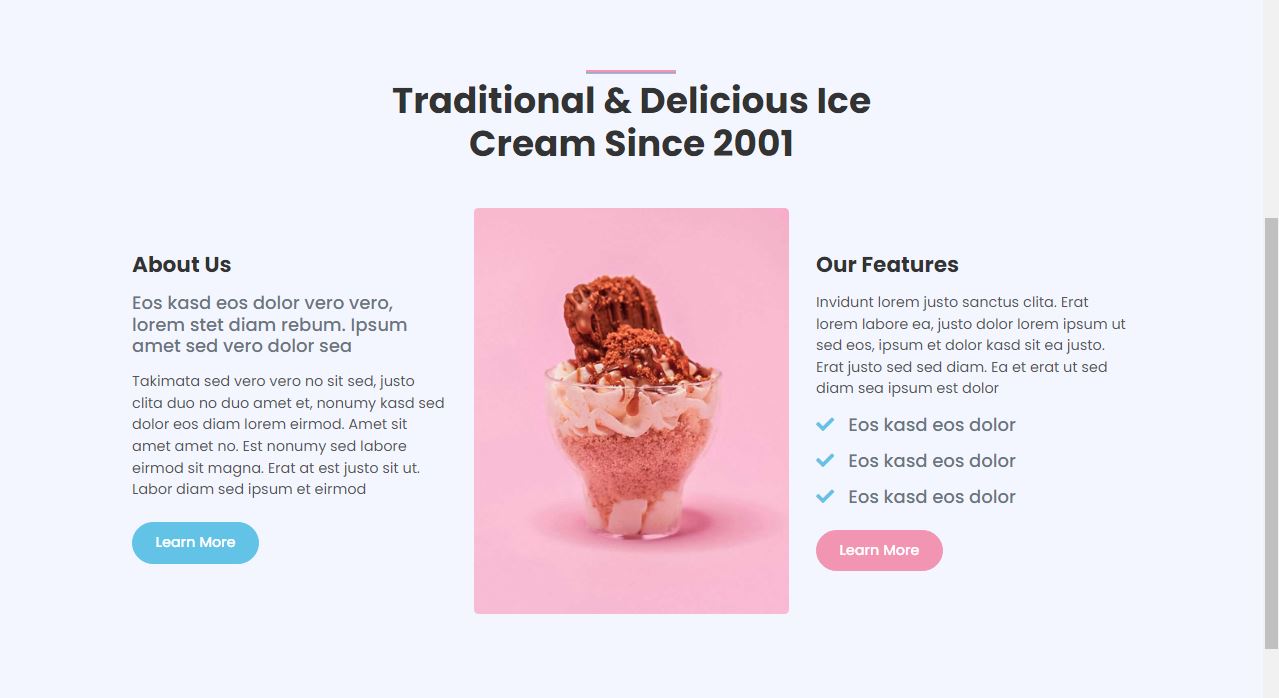 Traditional & Delicious Ice
Cream Since 2001
About Us
Eos kasd eos dolor vero vero,
lorem stet diam rebum. Ipsum
amet sed vero dolor sea
Takimata sed vero vero no sit sed, justo
clita duo no duo amet et, nonumy kasd sed
dolor eos diam lorem eirmod. Amet sit
amet amet no. Est nonumy sed labore
eirmod sit magna. Erat at est justo sit ut.
Labor diam sed ipsum et eirmod
Learn More
Our Features
Invidunt lorem justo sanctus clita. Erat
lorem labore ea, justo dolor lorem ipsum ut
sed eos, ipsum et dolor kasd sit ea justo.
Erat justo sed sed diam. Ea et erat ut sed
diam sea ipsum est dolor
Eos kasd eos dolor
Eos kasd eos dolor
Eos kasd eos dolor
Learn More